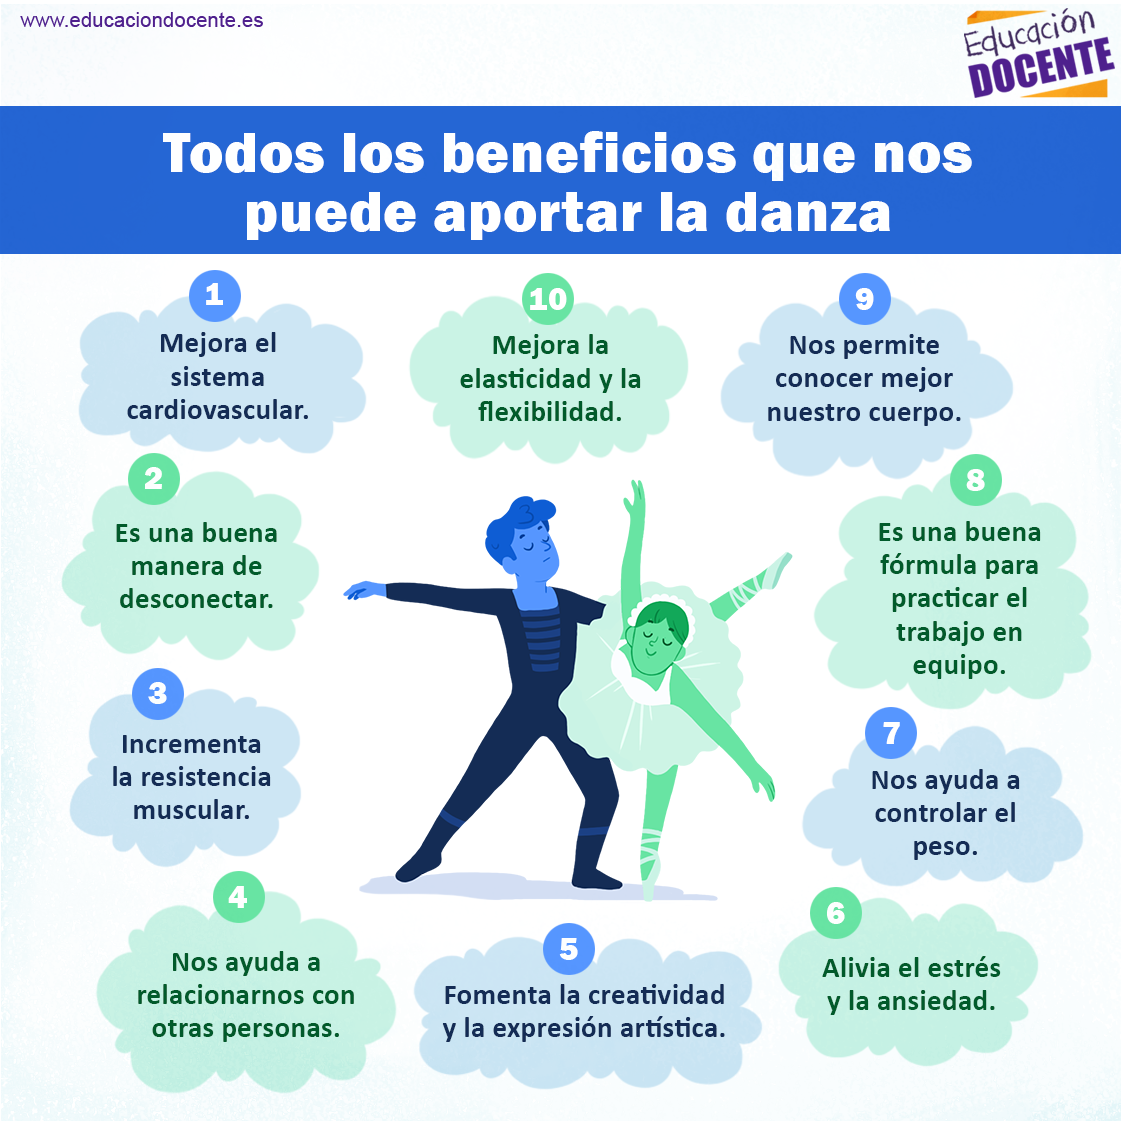 www.educaciondocente.es
Educación
DOCENTE
Todos los beneficios que nos
puede aportar la danza
1
Mejora el
sistema
cardiovascular.
2
Es una buena
manera de
desconectar.
3
Incrementa
la resistencia
muscular.
4
Nos ayuda a
relacionarnos con
otras personas.
5
Fomenta la creatividad
y la expresión artística.
6
Alivia el estrés
y la ansiedad.
7
Nos ayuda a
controlar el
peso.
8
Es una buena
fórmula para
practicar el
trabajo en
equipo.
9
Nos permite
conocer mejor
nuestro cuerpo.
10
Mejora la
elasticidad y la
flexibilidad.